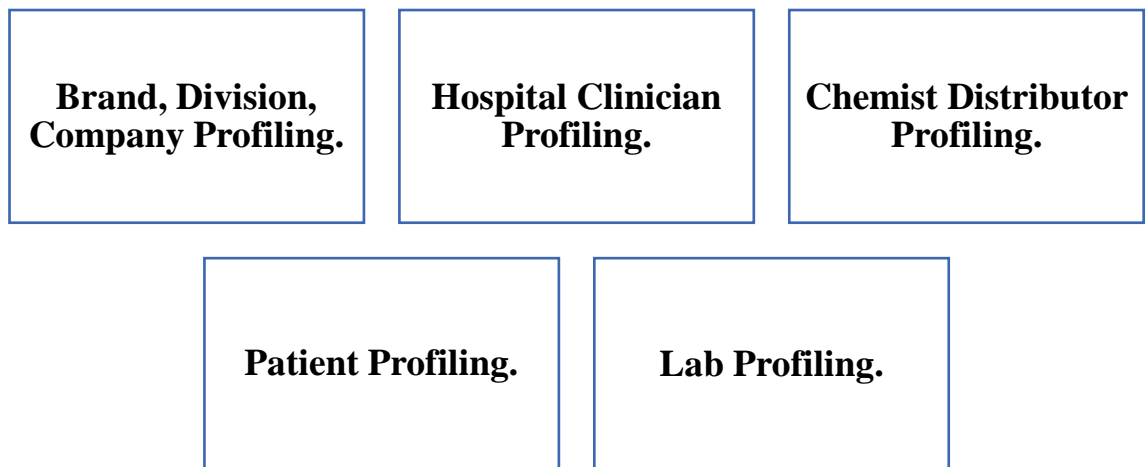 Brand, Division,
Company Profiling.
Hospital Clinician
Profiling.
Chemist Distributor
Profiling.
Patient Profiling.
Lab Profiling.